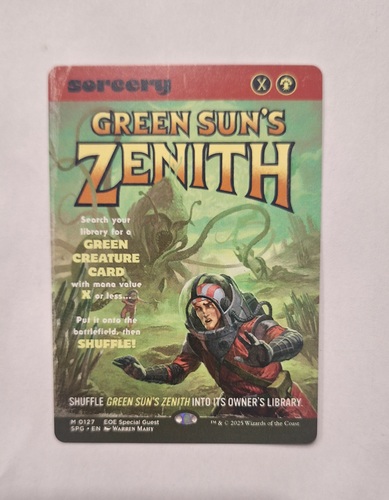 sorcery
X
GREEN SUN'S
ZENITH
Search your
library for a
GREEN
CREATURE
CARD
with mana value
X or less...
Put it onto the
battlefield, then
SHUFFLE!
SHUFFLE GREEN SUN'S ZENITH INTO ITS OWNER'S LIBRARY.
M 0127 EOE Special Guest
SPG • EN Warren Mahy
™ & © 2025 Wizards of the Coast